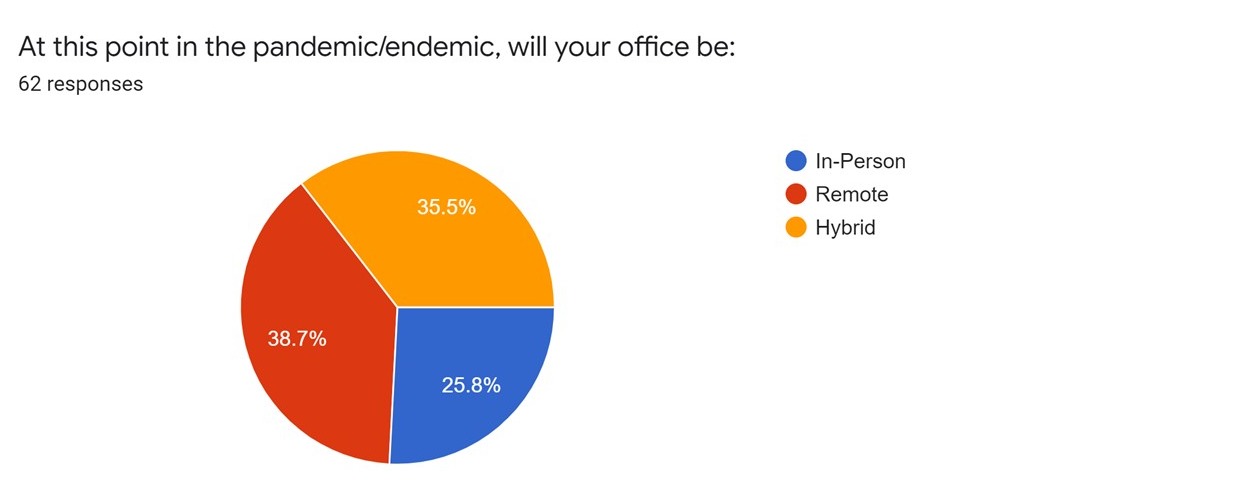 At this point in the pandemic/endemic, will your office be:
62 responses
In-Person
Remote
Hybrid
35.5%
38.7%
25.8%